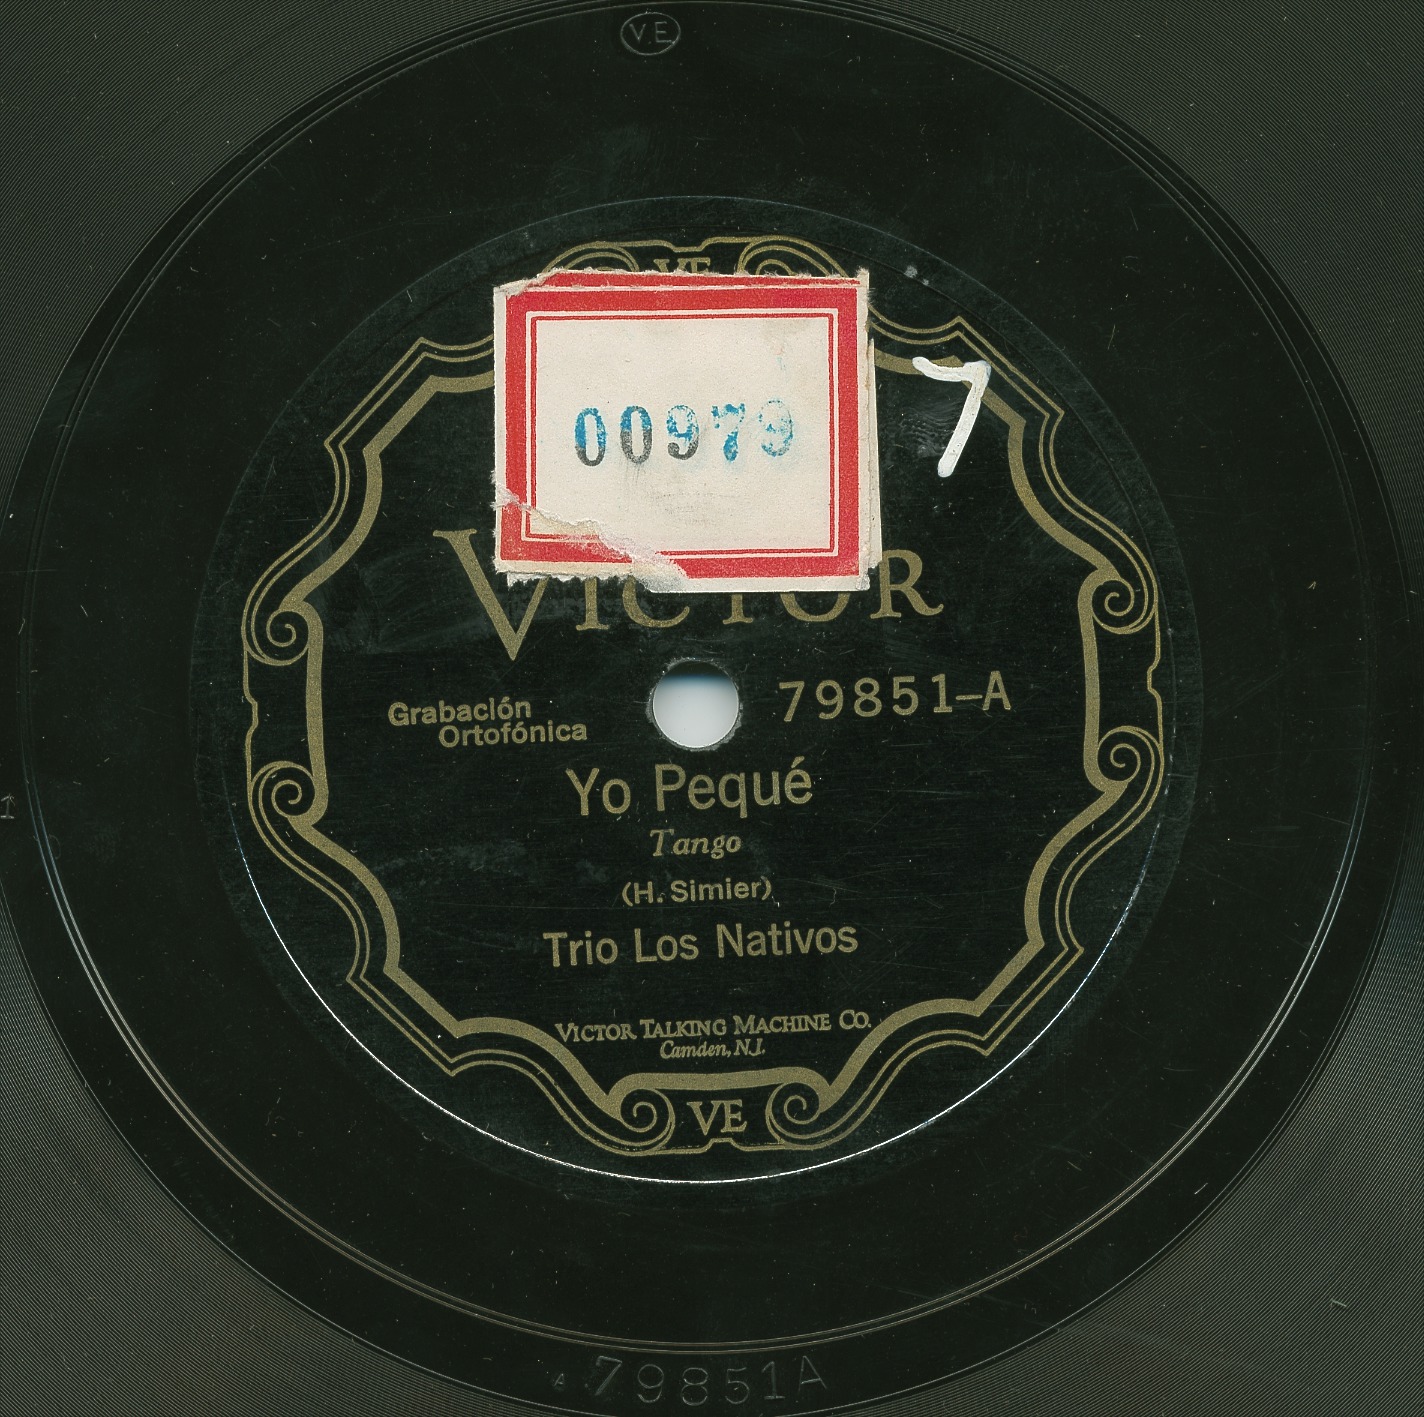 V.E.
VE
00979
7
VICTOR
Grabación
Ortofónica
79851-A
Yo Pequé
Tango
(H. Simier)
Trio Los Nativos
VICTOR TALKING MACHINE CO.
Camden, N.J.
VE
1
A 79851A